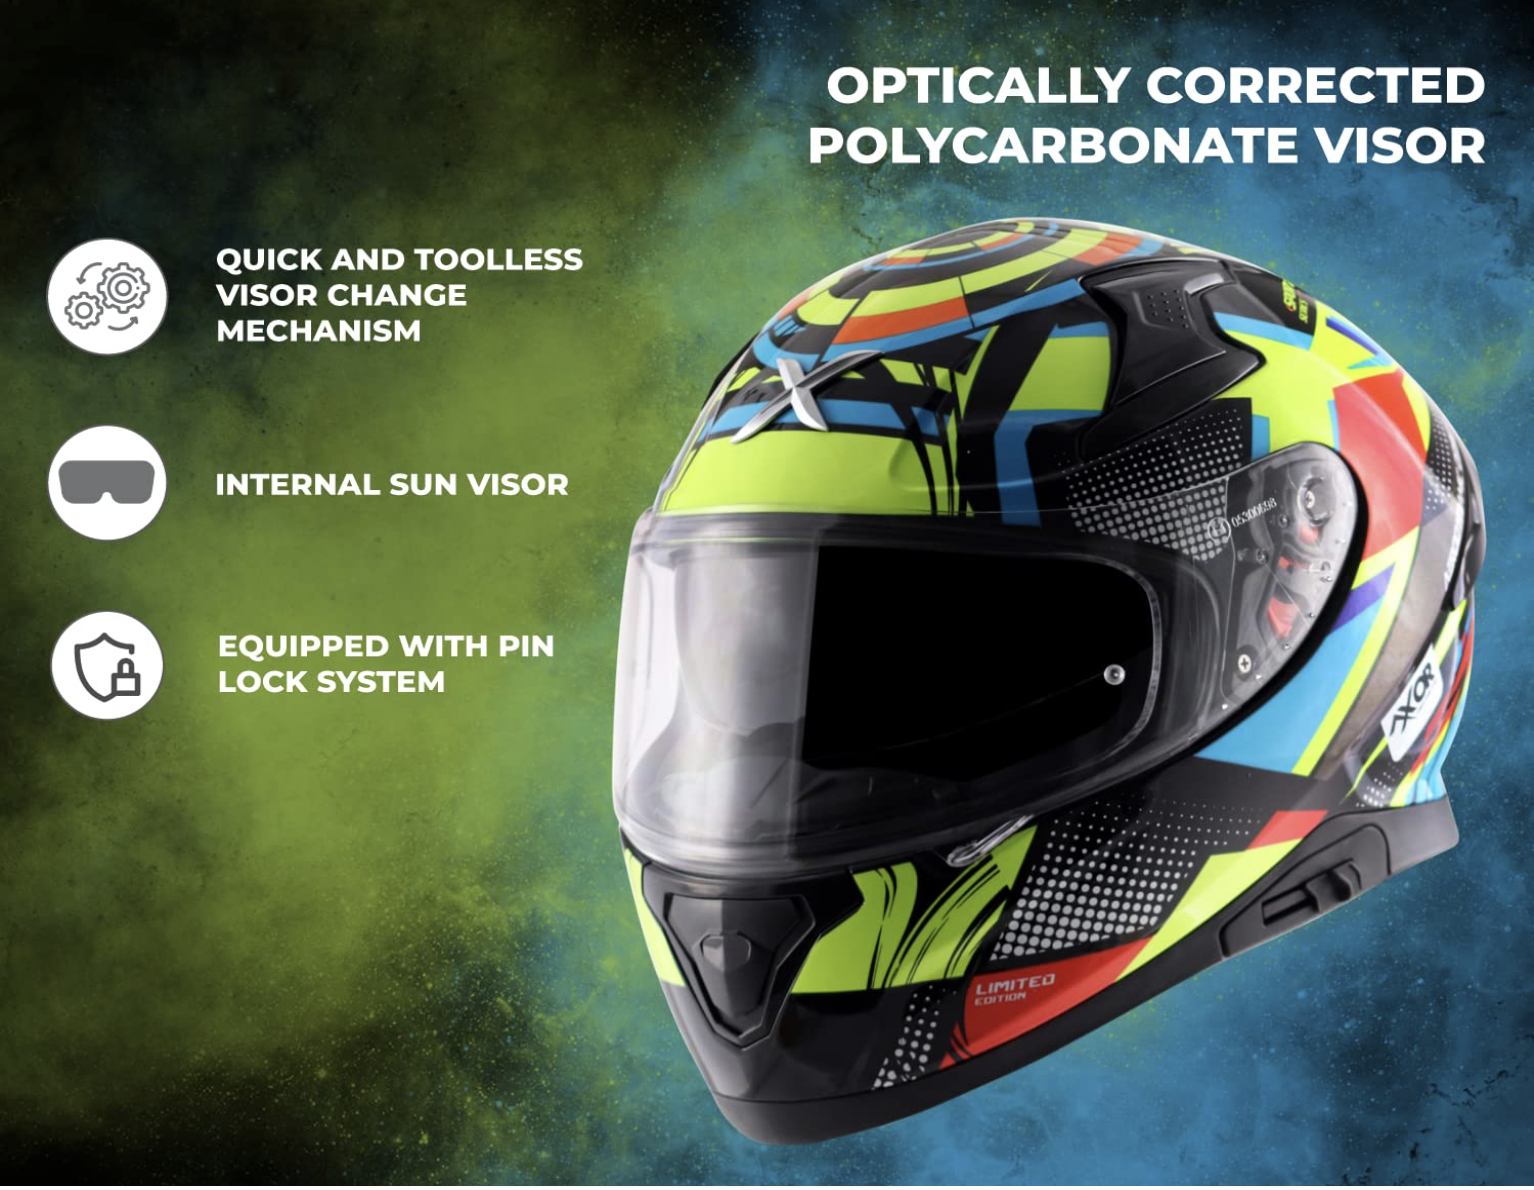 OPTICALLY CORRECTED
POLYCARBONATE VISOR
QUICK AND TOOLLESS
VISOR CHANGE
MECHANISM
INTERNAL SUN VISOR
EQUIPPED WITH PIN
LOCK SYSTEM
AXOR
LIMITED
EDITION